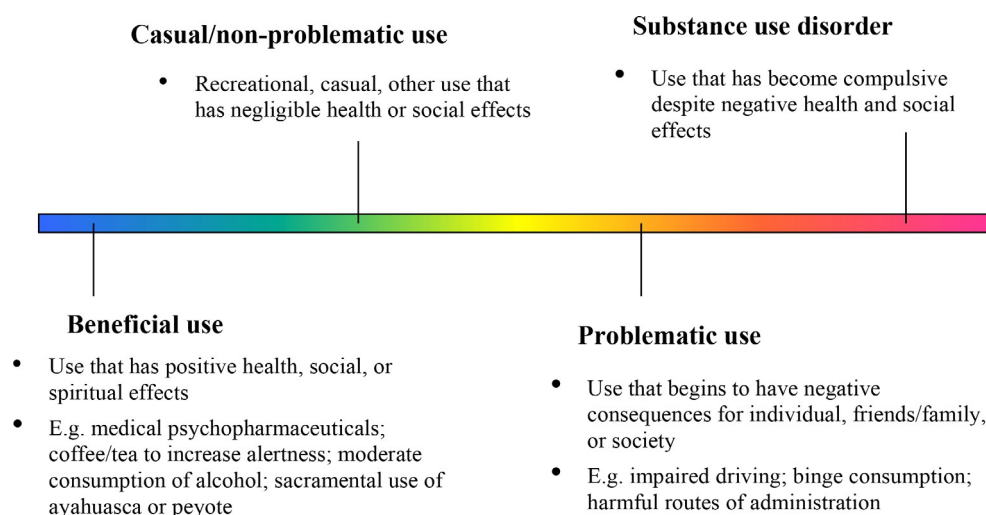 Casual/non-problematic use
• Recreational, casual, other use that
has negligible health or social effects
Substance use disorder
• Use that has become compulsive
despite negative health and social
effects
Beneficial use
• Use that has positive health, social, or
spiritual effects
• E.g. medical psychopharmaceuticals;
coffee/tea to increase alertness; moderate
consumption of alcohol; sacramental use of
ayahuasca or peyote
Problematic use
• Use that begins to have negative
consequences for individual, friends/family,
or society
• E.g. impaired driving; binge consumption;
harmful routes of administration